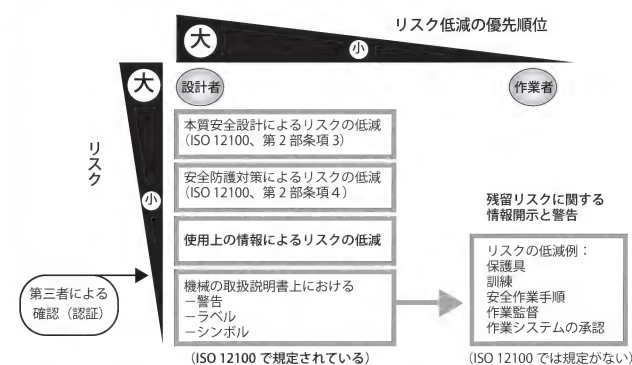 リスク低減の優先順位
大
小
設計者
作業者
大
リスク
小
本質安全設計によるリスクの低減
(ISO 12100、第2部条項3)
安全防護対策によるリスクの低減
(ISO 12100、第2部条項4)
使用上の情報によるリスクの低減
機械の取扱説明書上における
－警告
－ラベル
－シンボル
(ISO 12100 で規定されている)
第三者による
確認（認証）
残留リスクに関する
情報開示と警告
リスクの低減例：
保護具
訓練
安全作業手順
作業監督
作業システムの承認
(ISO 12100 では規定がない)